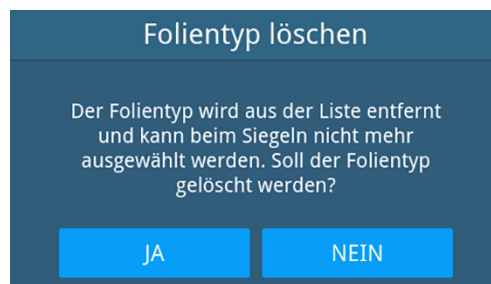 Folientyp löschen
Der Folientyp wird aus der Liste entfernt
und kann beim Siegeln nicht mehr
ausgewählt werden. Soll der Folientyp
gelöscht werden?
JA
NEIN